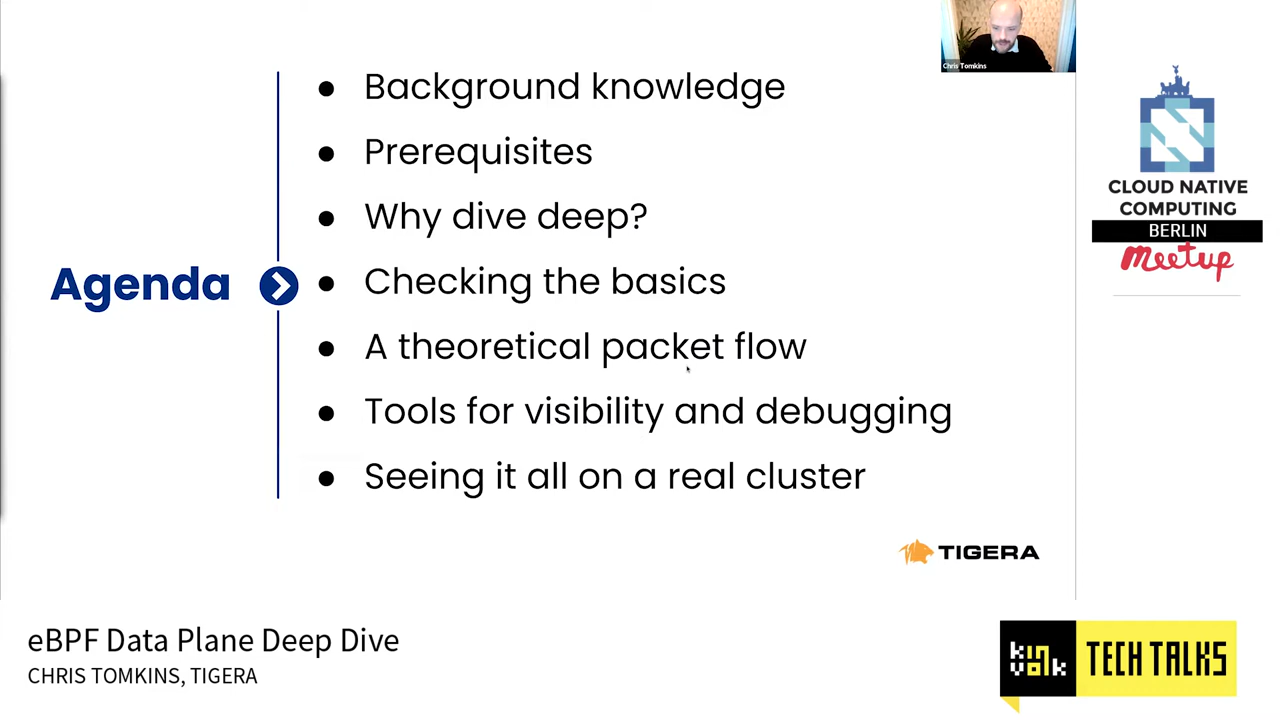 Agenda
Background knowledge
Prerequisites
Why dive deep?
Checking the basics
A theoretical packet flow
Tools for visibility and debugging
Seeing it all on a real cluster
TIGERA
Chris Tomkins
CLOUD NATIVE
COMPUTING
BERLIN
Meetup
eBPF Data Plane Deep Dive
CHRIS TOMKINS, TIGERA
kinvolk
TECH TALKS